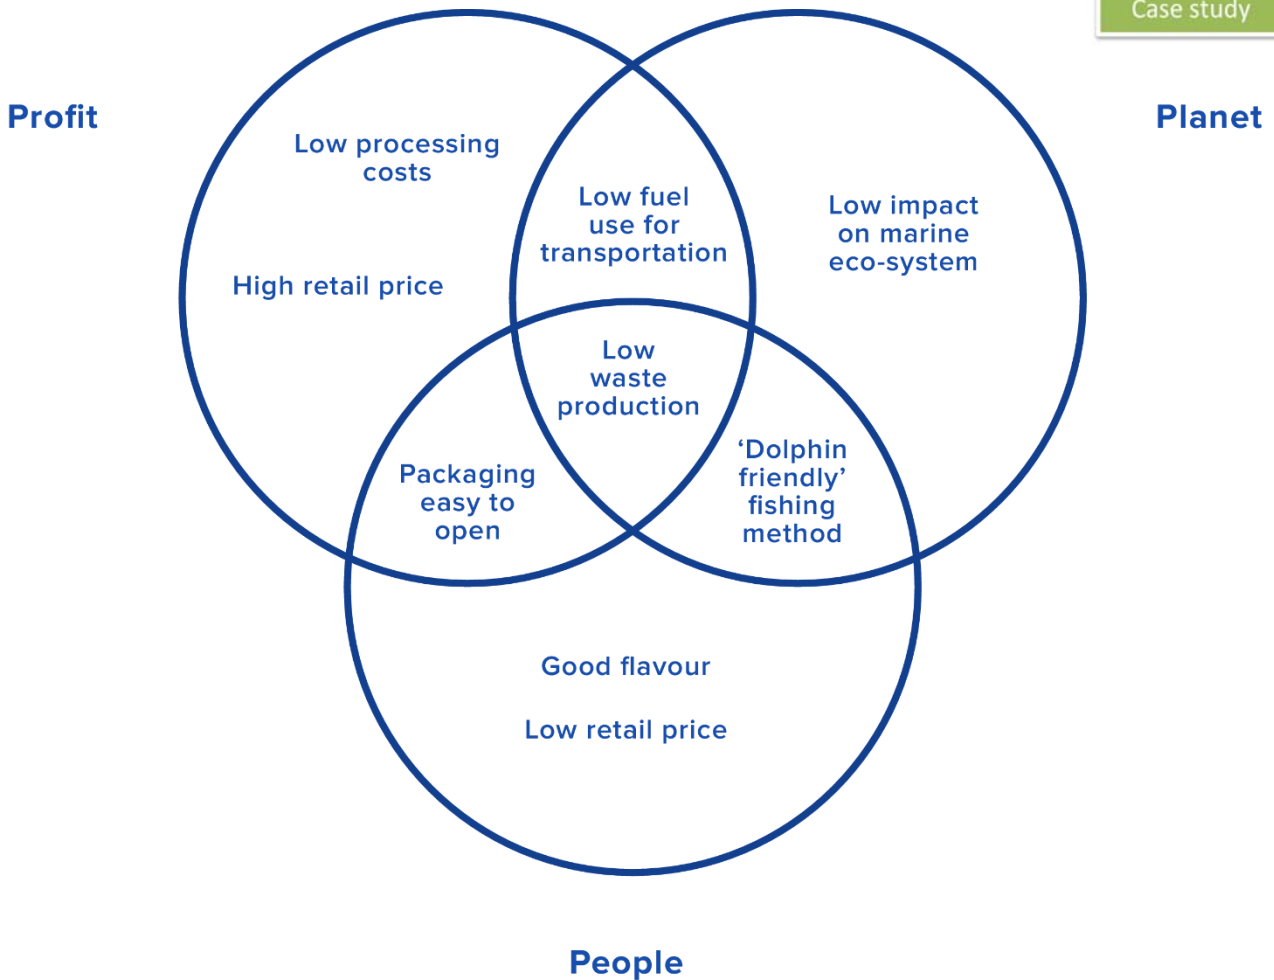 Case study
Profit
Planet
Low processing
costs
Low fuel
use for
transportation
Low impact
on marine
eco-system
High retail price
Low
waste
production
Packaging
easy to
open
‘Dolphin
friendly’
fishing
method
Good flavour
Low retail price
People